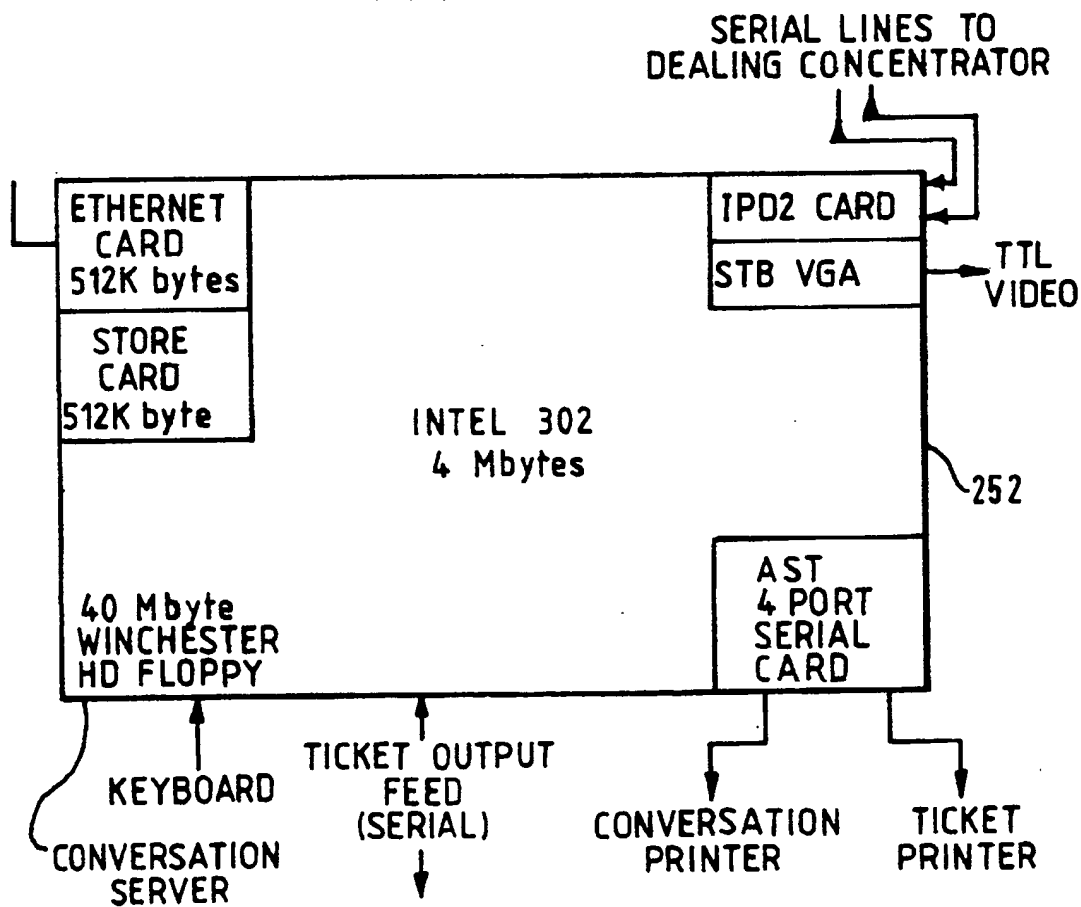 SERIAL LINES TO
DEALING CONCENTRATOR
ETHERNET
CARD
512K bytes
IPD2 CARD
STB VGA
TTL
VIDEO
STORE
CARD
512K byte
INTEL 302
4 Mbytes
252
40 Mbyte
WINCHESTER
HD FLOPPY
AST
4 PORT
SERIAL
CARD
KEYBOARD
TICKET OUTPUT
FEED
(SERIAL)
CONVERSATION
PRINTER
TICKET
PRINTER
CONVERSATION
SERVER